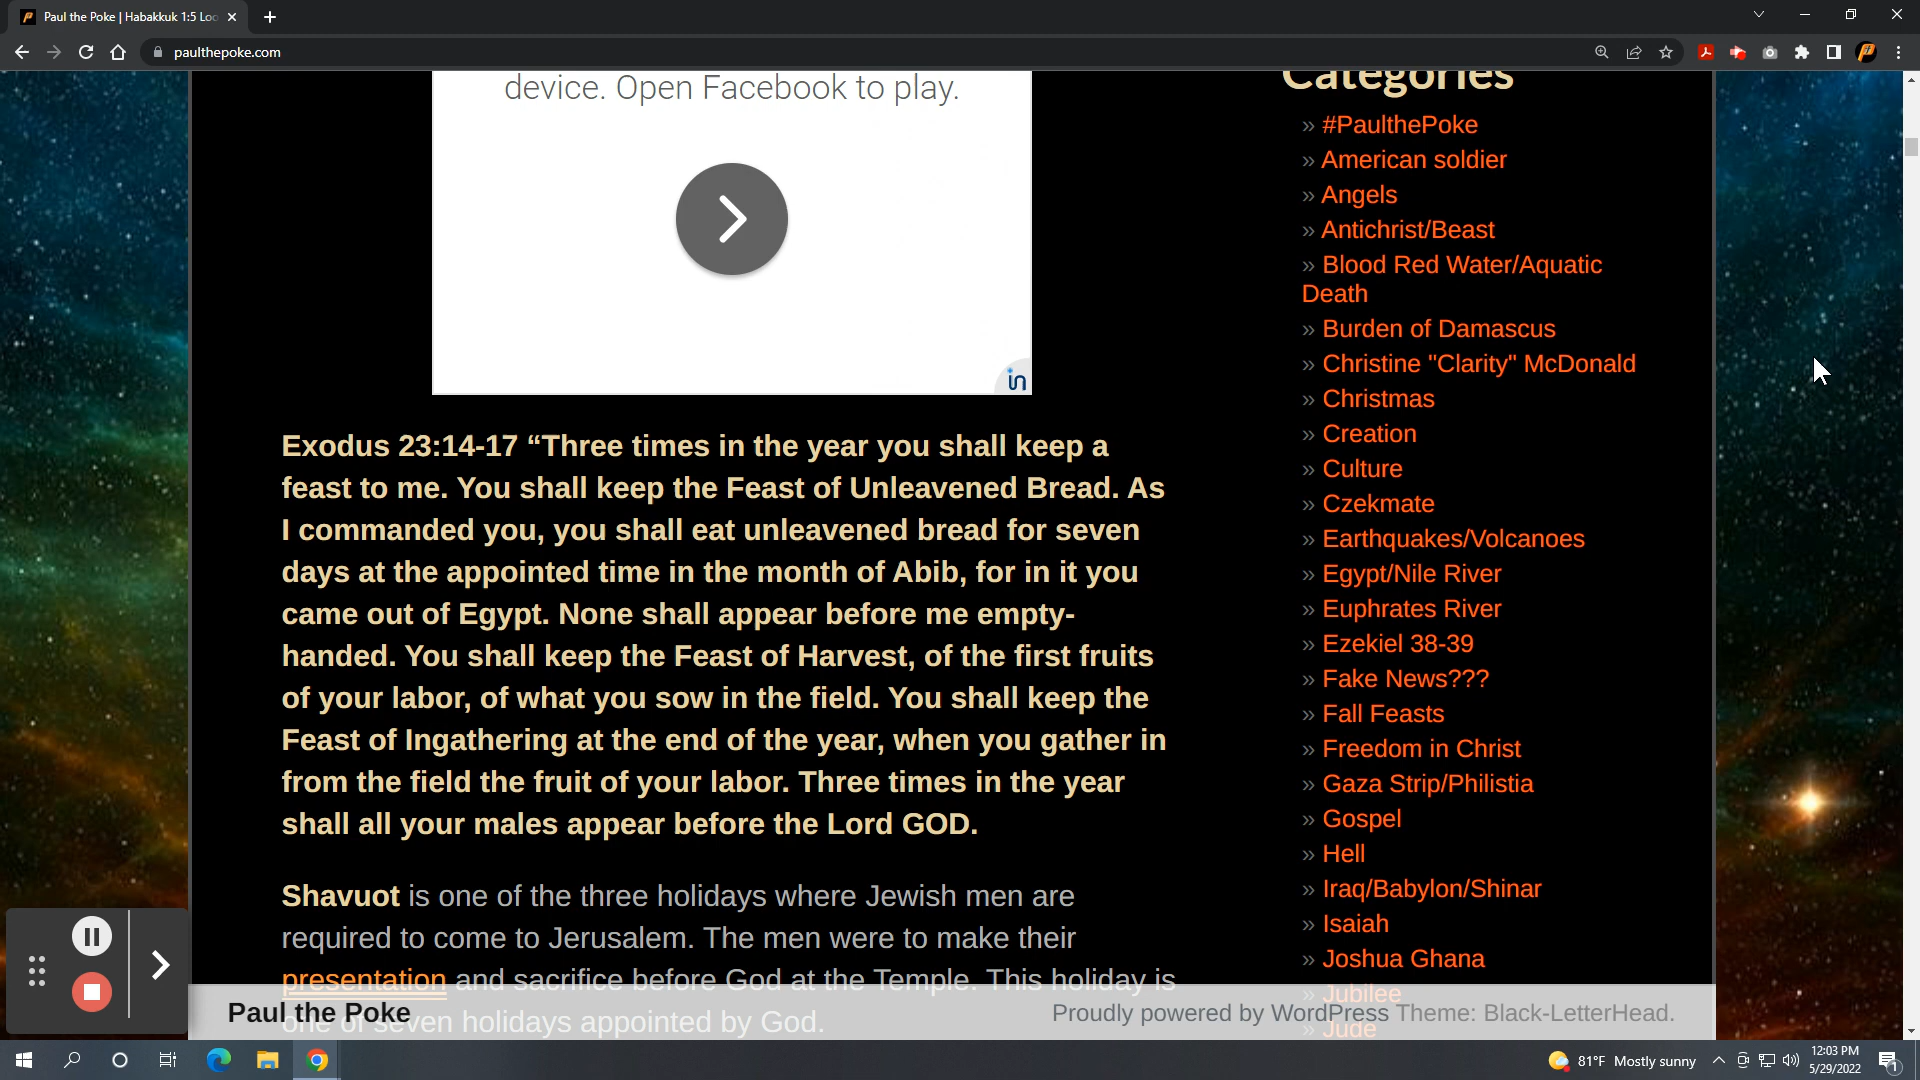 Paul the Poke | Habakkuk 1:5 Loo
paulthepoke.com
device. Open Facebook to play.
in
Exodus 23:14-17 “Three times in the year you shall keep a
feast to me. You shall keep the Feast of Unleavened Bread. As
I commanded you, you shall eat unleavened bread for seven
days at the appointed time in the month of Abib, for in it you
came out of Egypt. None shall appear before me empty-
handed. You shall keep the Feast of Harvest, of the first fruits
of your labor, of what you sow in the field. You shall keep the
Feast of Ingathering at the end of the year, when you gather in
from the field the fruit of your labor. Three times in the year
shall all your males appear before the Lord GOD.
Shavuot is one of the three holidays where Jewish men are
required to come to Jerusalem. The men were to make their
presentation and sacrifice before God at the Temple. This holiday is
one of seven holidays appointed by God.
Categories
» #PaulthePoke
» American soldier
» Angels
» Antichrist/Beast
» Blood Red Water/Aquatic
Death
» Burden of Damascus
» Christine "Clarity" McDonald
» Christmas
» Creation
» Culture
» Czekmate
» Earthquakes/Volcanoes
» Egypt/Nile River
» Euphrates River
» Ezekiel 38-39
» Fake News???
» Fall Feasts
» Freedom in Christ
» Gaza Strip/Philistia
» Gospel
» Hell
» Iraq/Babylon/Shinar
» Isaiah
» Joshua Ghana
» Jubilee
» Jude
Paul the Poke
Proudly powered by WordPress Theme: Black-LetterHead.
81°F Mostly sunny
12:03 PM
5/29/2022
1